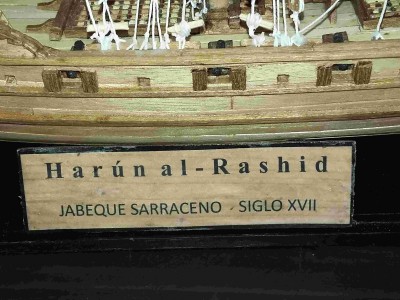 Harún al-Rashid
JABEQUE SARRACENO - SIGLO XVII